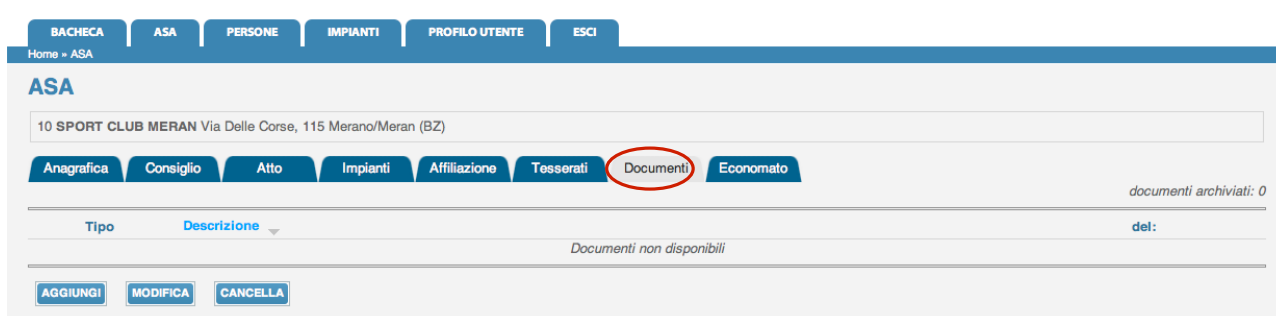 BACHECA ASA PERSONE IMPIANTI PROFILO UTENTE ESCI
Home » ASA
ASA
10 SPORT CLUB MERAN Via Delle Corse, 115 Merano/Meran (BZ)
Anagrafica Consiglio Atto Impianti Affiliazione Tesserati Documenti Economato
documenti archiviati: 0
Tipo Descrizione del:
Documenti non disponibili
AGGIUNGI MODIFICA CANCELLA